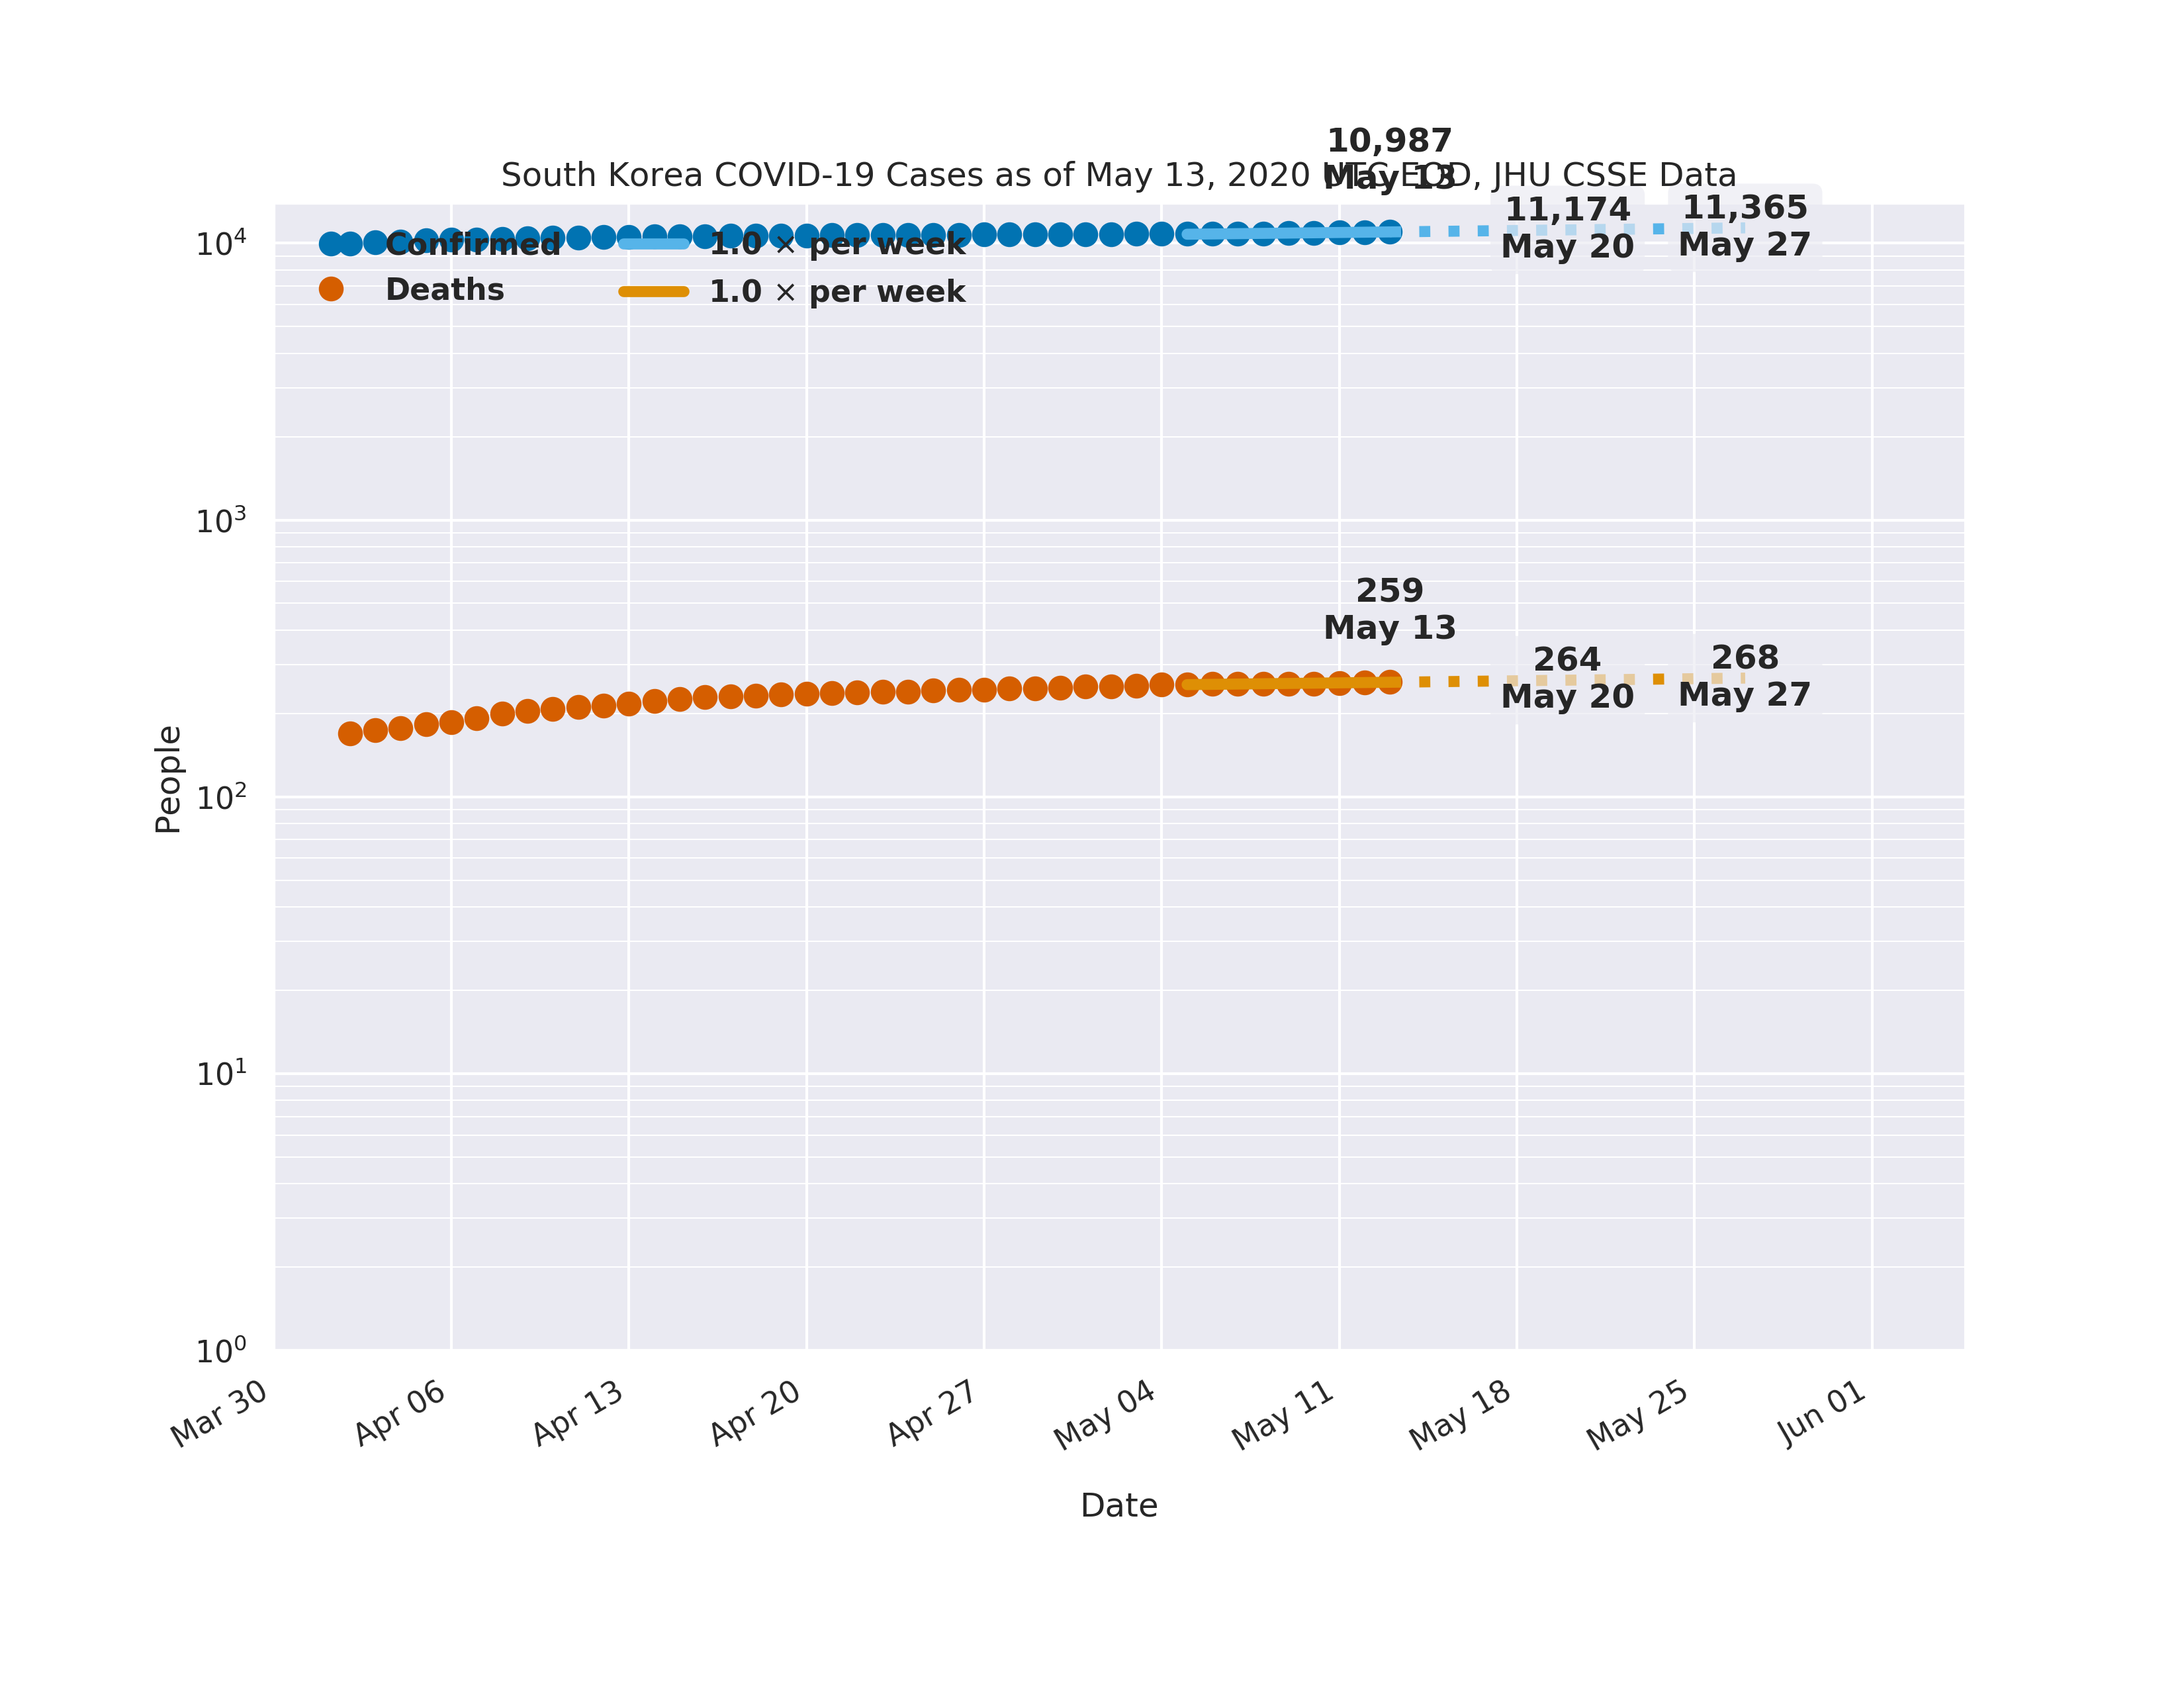 10,987
May 13
South Korea COVID-19 Cases as of May 13, 2020 UTC EOD, JHU CSSE Data
11,174
May 20
11,365
May 27
Confirmed
1.0 × per week
Deaths
1.0 × per week
259
May 13
264
May 20
268
May 27
People
10⁴
10³
10²
10¹
10⁰
Mar 30
Apr 06
Apr 13
Apr 20
Apr 27
May 04
May 11
May 18
May 25
Jun 01
Date